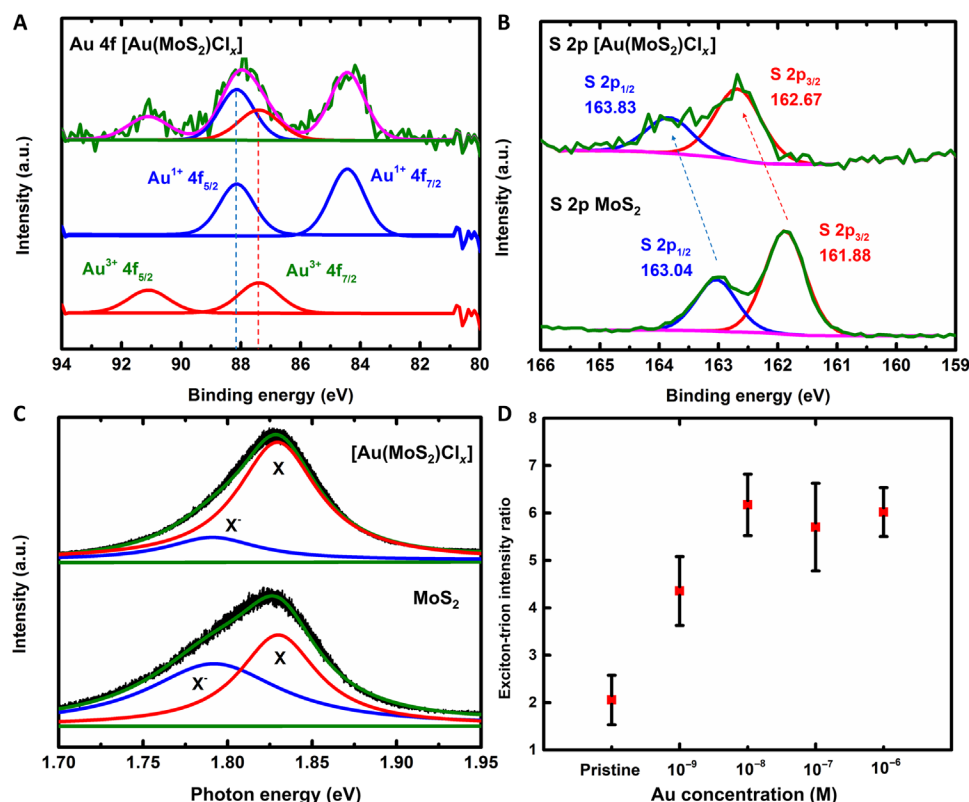 A
Au 4f [Au(MoS₂)Clₓ]
Au¹⁺ 4f₅/₂
Au¹⁺ 4f₇/₂
Au³⁺ 4f₅/₂
Au³⁺ 4f₇/₂
Intensity (a.u.)
94 92 90 88 86 84 82 80
Binding energy (eV)
B
S 2p [Au(MoS₂)Clₓ]
S 2p₁/₂
163.83
S 2p₃/₂
162.67
S 2p MoS₂
S 2p₁/₂
163.04
S 2p₃/₂
161.88
Intensity (a.u.)
166 165 164 163 162 161 160 159
Binding energy (eV)
C
[Au(MoS₂)Clₓ]
X
X⁻
MoS₂
X
X⁻
Intensity (a.u.)
1.70 1.75 1.80 1.85 1.90 1.95
Photon energy (eV)
D
Exciton-trion intensity ratio
8
7
6
5
4
3
2
1
Pristine 10⁻⁹ 10⁻⁸ 10⁻⁷ 10⁻⁶
Au concentration (M)